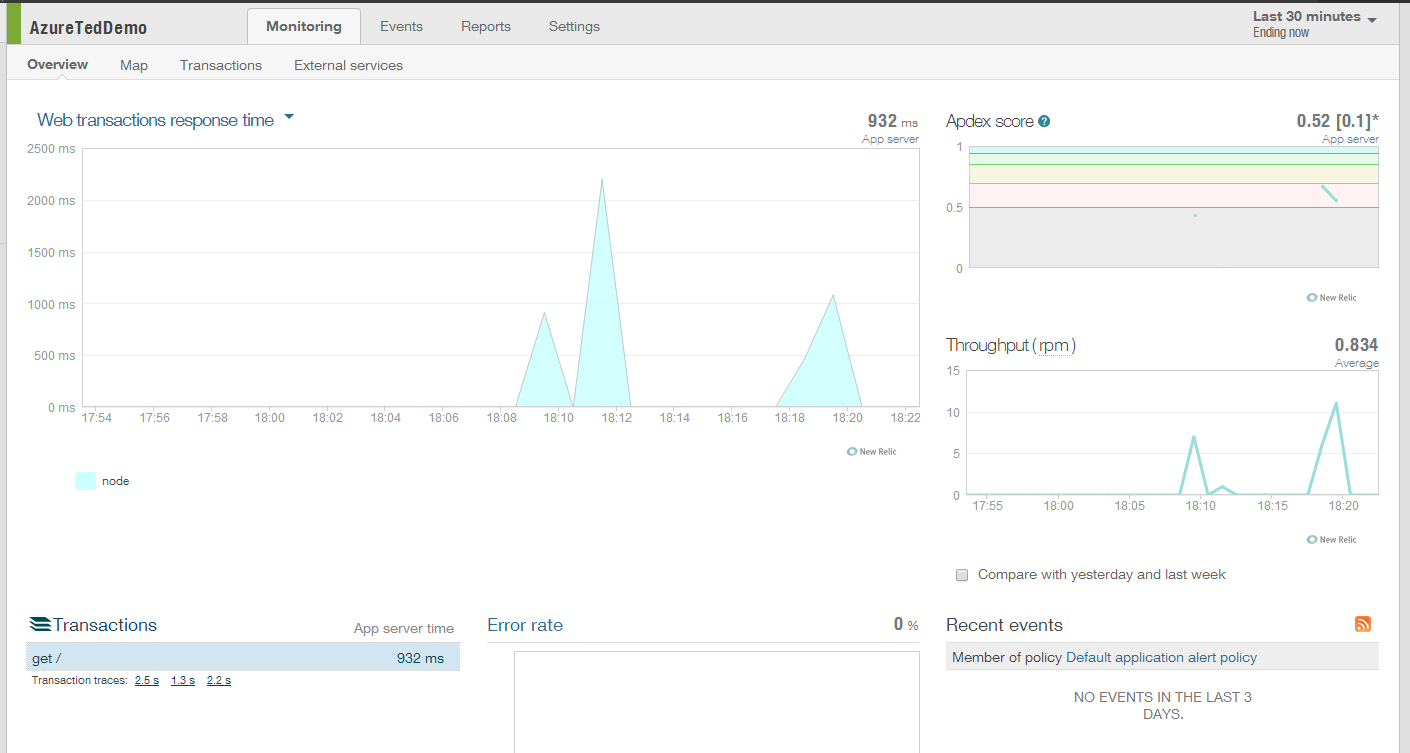 AzureTedDemo
Monitoring Events Reports Settings
Last 30 minutes
Ending now
Overview Map Transactions External services
Web transactions response time
932 ms
App server
2500 ms
2000 ms
1500 ms
1000 ms
500 ms
0 ms
17:54 17:56 17:58 18:00 18:02 18:04 18:06 18:08 18:10 18:12 18:14 18:16 18:18 18:20 18:22
New Relic
node
Apdex score ?
0.52 [0.1]*
App server
1
0.5
0
New Relic
Throughput (rpm)
0.834
Average
15
10
5
0
17:55 18:00 18:05 18:10 18:15 18:20
New Relic
Compare with yesterday and last week
Transactions
App server time
get / 932 ms
Transaction traces: 2.5 s 1.3 s 2.2 s
Error rate
0 %
Recent events
Member of policy Default application alert policy
NO EVENTS IN THE LAST 3
DAYS.